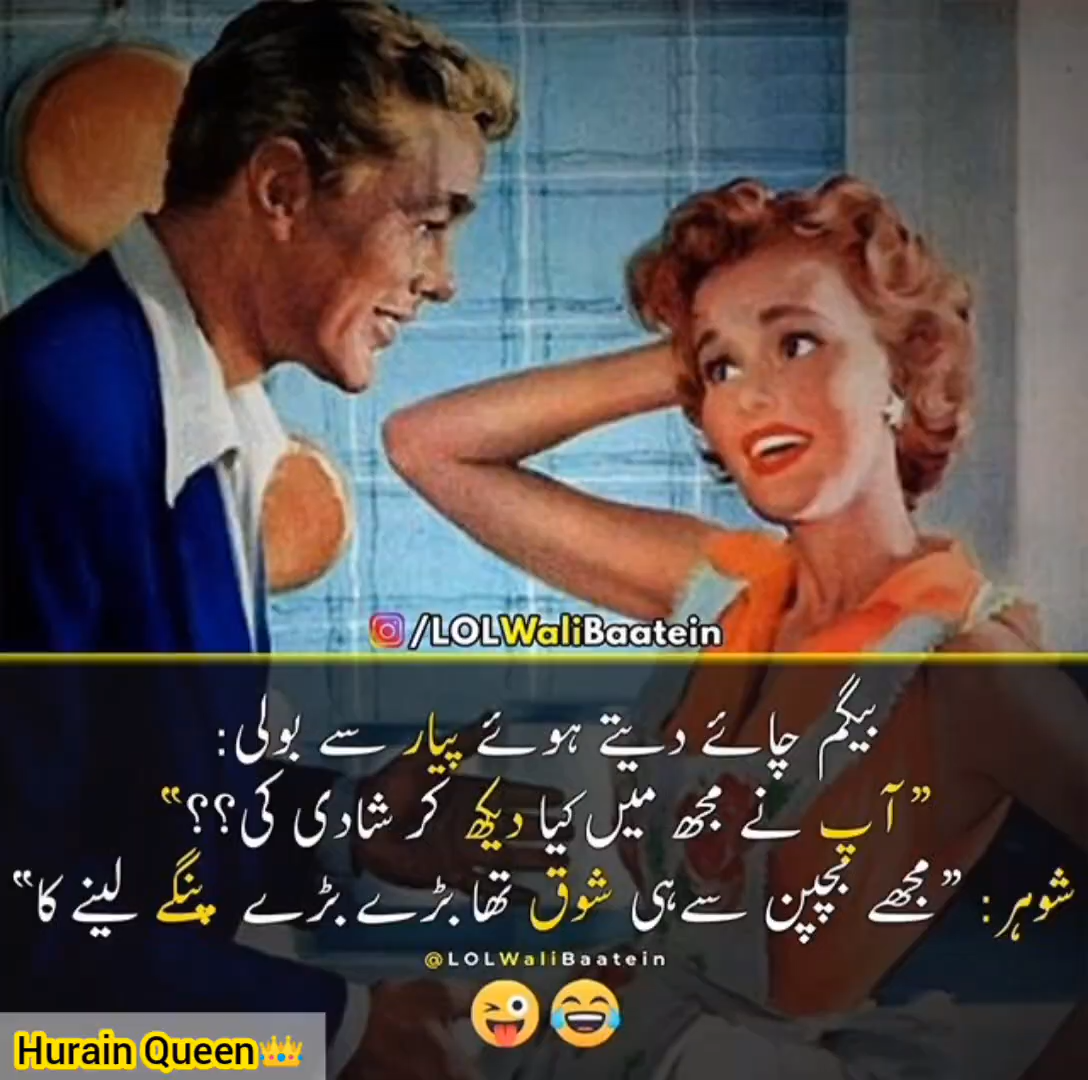 /LOLWaliBaatein
بیگم چائے دیتے ہوئے پیار سے بولی:
”آپ نے مجھ میں کیا دیکھ کر شادی کی؟؟“
شوہر: ”مجھے بچپن سے ہی شوق تھا بڑے بڑے پنگے لینے کا“
@LOLWaliBaatein
Hurain Queen